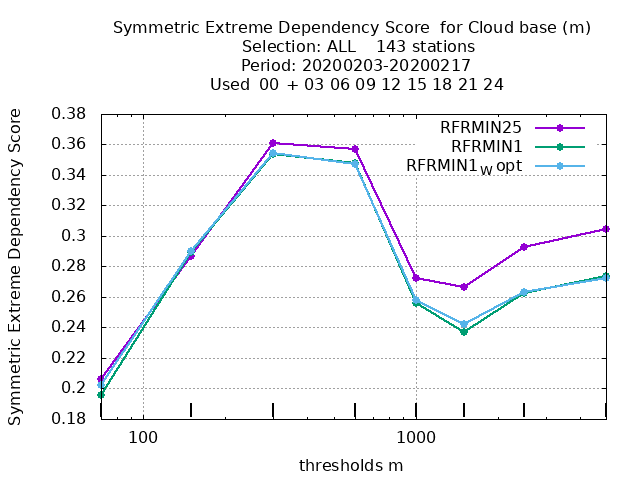 Symmetric Extreme Dependency Score  for Cloud base (m)
Selection: ALL    143 stations
Period: 20200203-20200217
Used  00 + 03 06 09 12 15 18 21 24
Symmetric Extreme Dependency Score
0.38
0.36
0.34
0.32
0.3
0.28
0.26
0.24
0.22
0.2
0.18
RFRMIN25
RFRMIN1
RFRMIN1W opt
100
1000
thresholds m